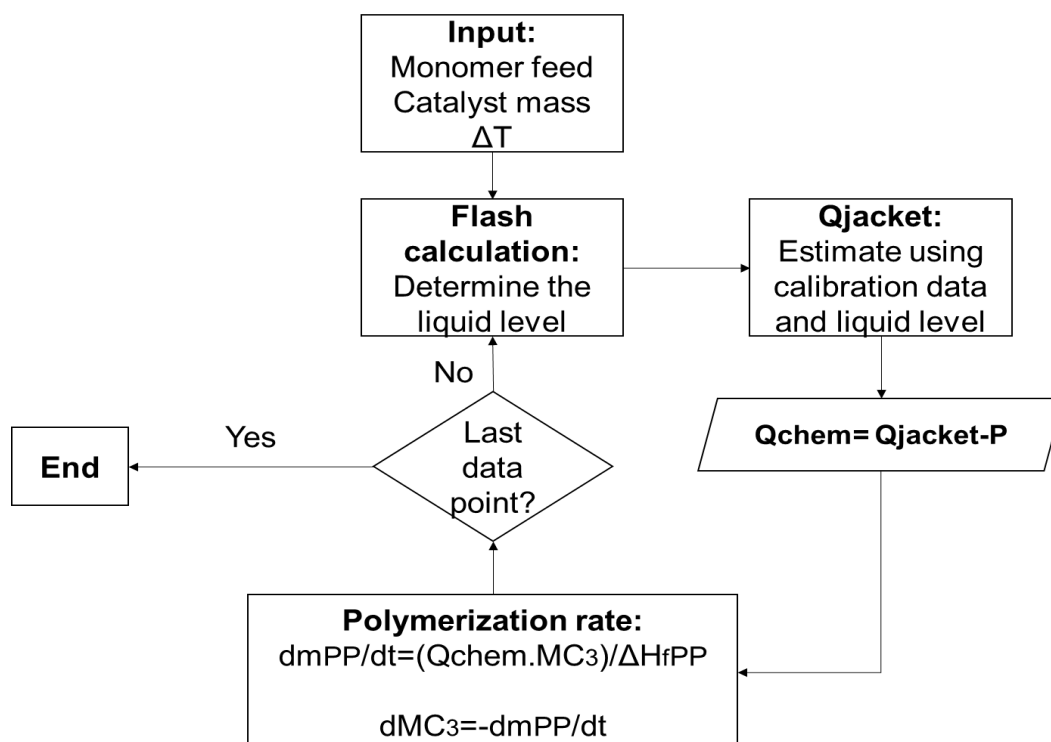 Input:
Monomer feed
Catalyst mass
ΔT
Flash
calculation:
Determine the
liquid level
Qjacket:
Estimate using
calibration data
and liquid level
Qchem= Qjacket-P
Polymerization rate:
dmPP/dt=(Qchem.MC3)/ΔHfPP
dMC3=-dmPP/dt
Last
data
point?
No
Yes
End